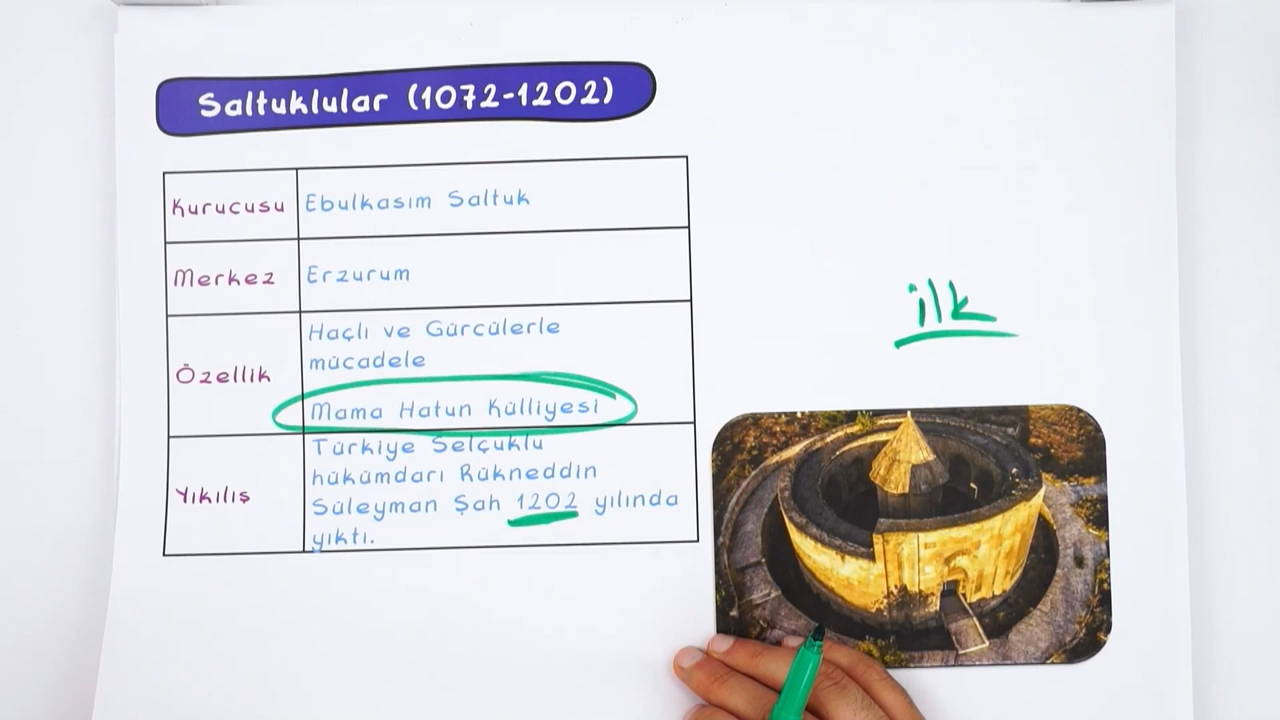 Saltuklular (1072-1202)
Kurucusu
Ebulkasım Saltuk
Merkez
Erzurum
Özellik
Haçlı ve Gürcülerle
mücadele
Mama Hatun Külliyesi
Yıkılış
Türkiye Selçuklu
hükümdarı Rükneddin
Süleyman Şah 1202 yılında
yıktı.
ilk